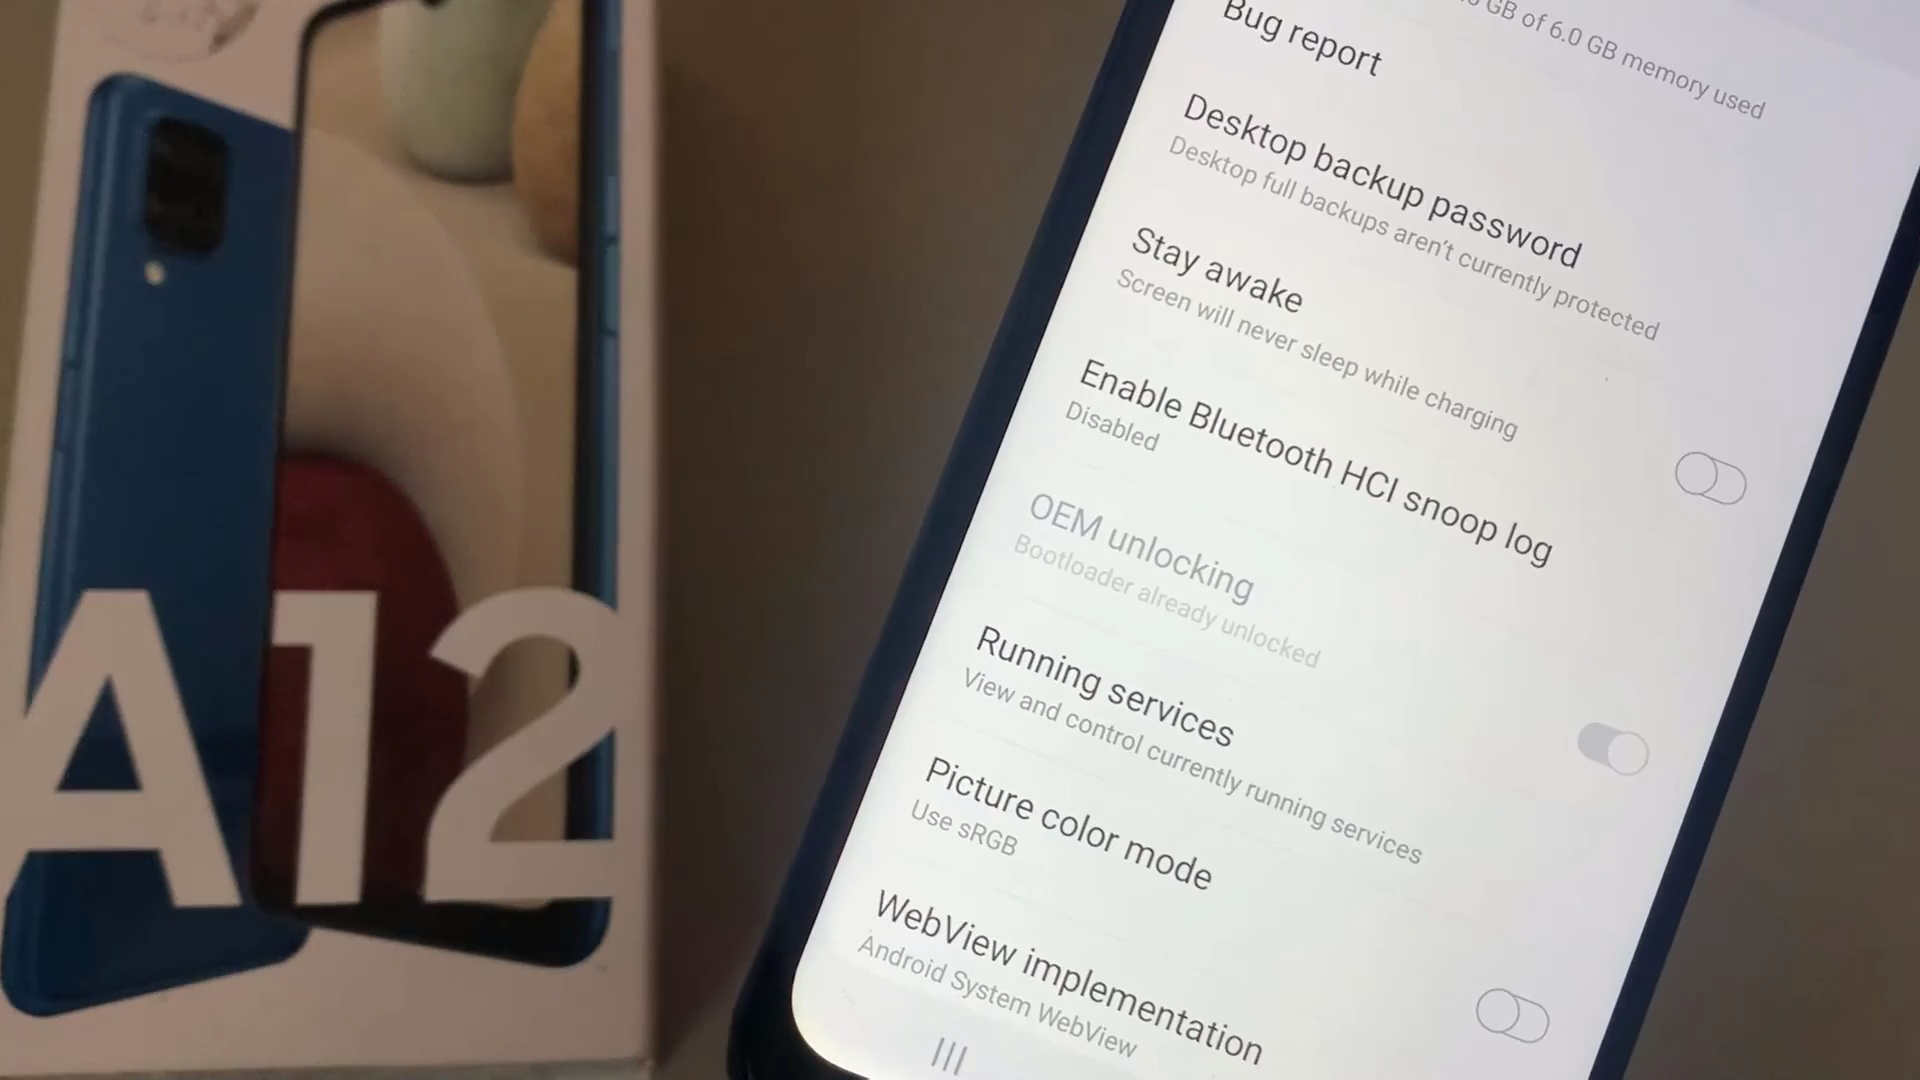 A12
GB of 6.0 GB memory used
Bug report
Desktop backup password
Desktop full backups aren't currently protected
Stay awake
Screen will never sleep while charging
Enable Bluetooth HCI snoop log
Disabled
OEM unlocking
Bootloader already unlocked
Running services
View and control currently running services
Picture color mode
Use sRGB
WebView implementation
Android System WebView